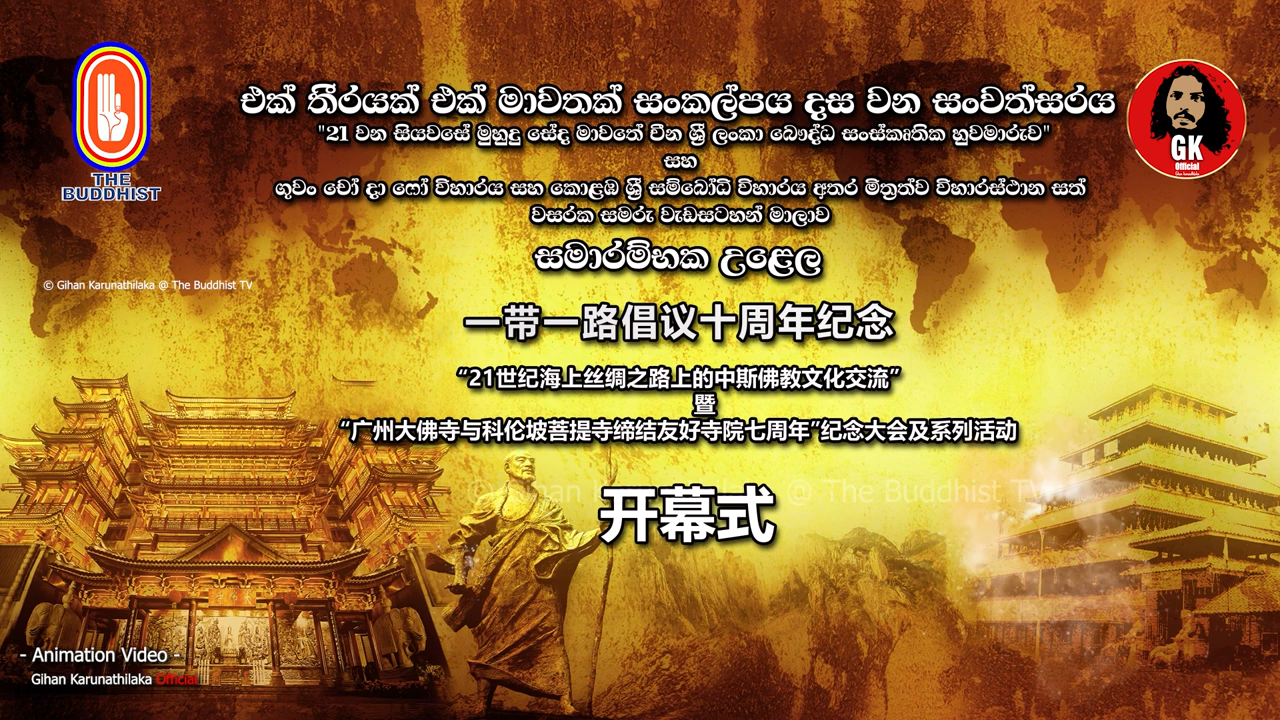 THE
BUDDHIST
එක් තීරයක් එක් මාවතක් සංකල්පය දස වන සංවත්සරය
"21 වන සියවසේ මුහුදු සේද මාවතේ චීන ශ්‍රී ලංකා බෞද්ධ සංස්කෘතික හුවමාරුව"
සහ
ගුවං චෝ දා ෆෝ විහාරය සහ කොළඹ ශ්‍රී සම්බෝධි විහාරය අතර මිත්‍රත්ව විහාරස්ථාන සත්
වසරක සමරු වැඩසටහන් මාලාව
සමාරම්භක උළෙල
GK
Official
Gihan Karunathilaka
© Gihan Karunathilaka @ The Buddhist TV
一带一路倡议十周年纪念
“21世纪海上丝绸之路上的中斯佛教文化交流”
暨
“广州大佛寺与科伦坡菩提寺缔结友好寺院七周年”纪念大会及系列活动
© Gihan Karunathilaka @ The Buddhist TV
开幕式
- Animation Video -
Gihan Karunathilaka Official